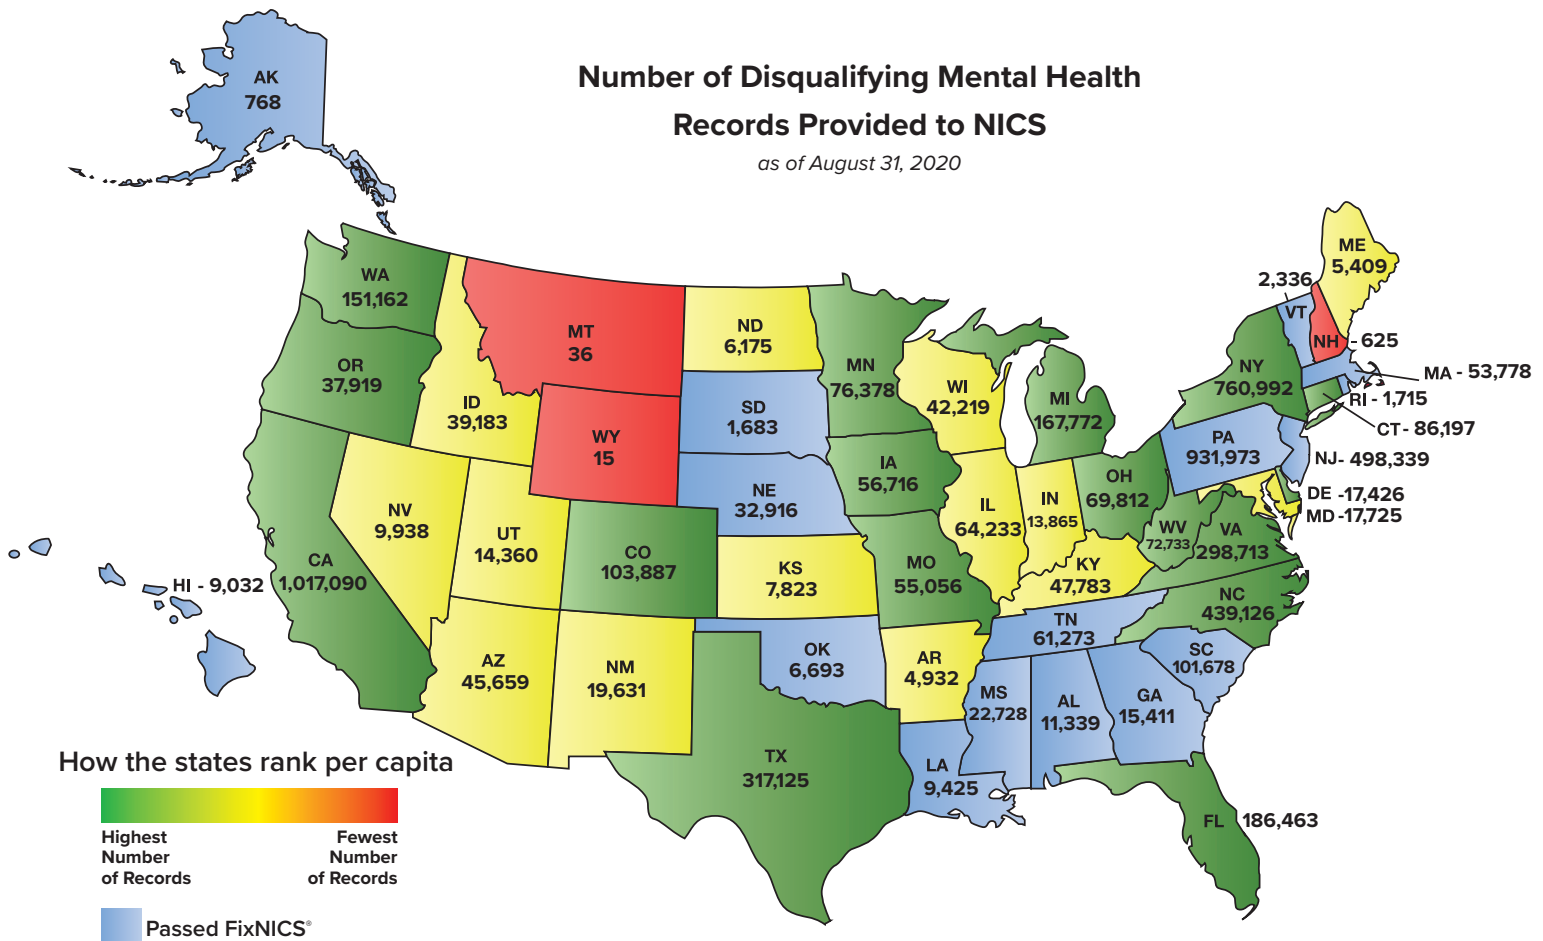 Number of Disqualifying Mental Health
Records Provided to NICS
as of August 31, 2020
AK
768
WA
151,162
OR
37,919
ID
39,183
MT
36
WY
15
ND
6,175
SD
1,683
NE
32,916
MN
76,378
WI
42,219
MI
167,772
IA
56,716
NV
9,938
UT
14,360
CO
103,887
KS
7,823
MO
55,056
IL
64,233
IN
13,865
OH
69,812
KY
47,783
WV
72,733
VA
298,713
NC
439,126
TN
61,273
SC
101,678
CA
1,017,090
HI - 9,032
AZ
45,659
NM
19,631
OK
6,693
AR
4,932
TX
317,125
LA
9,425
MS
22,728
AL
11,339
GA
15,411
FL
186,463
ME
5,409
2,336
VT
NH - 625
NY
760,992
MA - 53,778
RI - 1,715
CT - 86,197
PA
931,973
NJ- 498,339
DE -17,426
MD -17,725
How the states rank per capita
Highest
Number
of Records
Fewest
Number
of Records
Passed FixNICS®